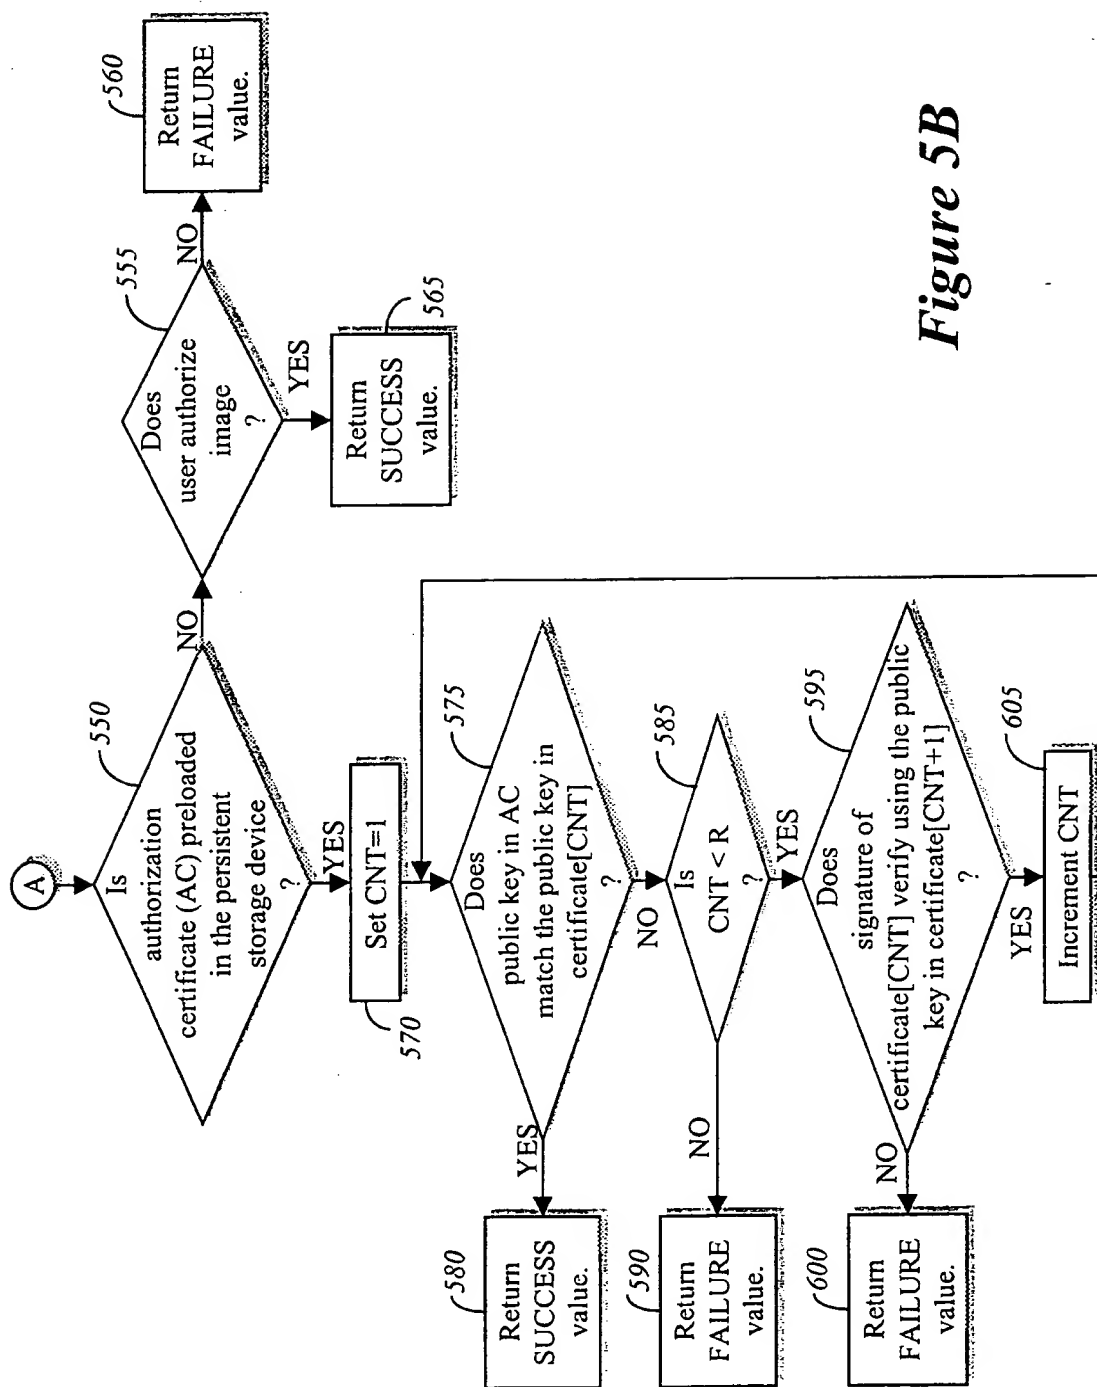 A
550
Is
authorization
certificate (AC) preloaded
in the persistent
storage device
?
NO
YES
555
Does
user authorize
image
?
NO
YES
560
Return
FAILURE
value.
565
Return
SUCCESS
value.
570
Set CNT=1
575
Does
public key in AC
match the public key in
certificate[CNT]
?
YES
NO
580
Return
SUCCESS
value.
585
Is
CNT < R
?
NO
YES
590
Return
FAILURE
value.
595
Does
signature of
certificate[CNT] verify using the public
key in certificate[CNT+1]
?
NO
YES
600
Return
FAILURE
value.
605
Increment CNT
Figure 5B